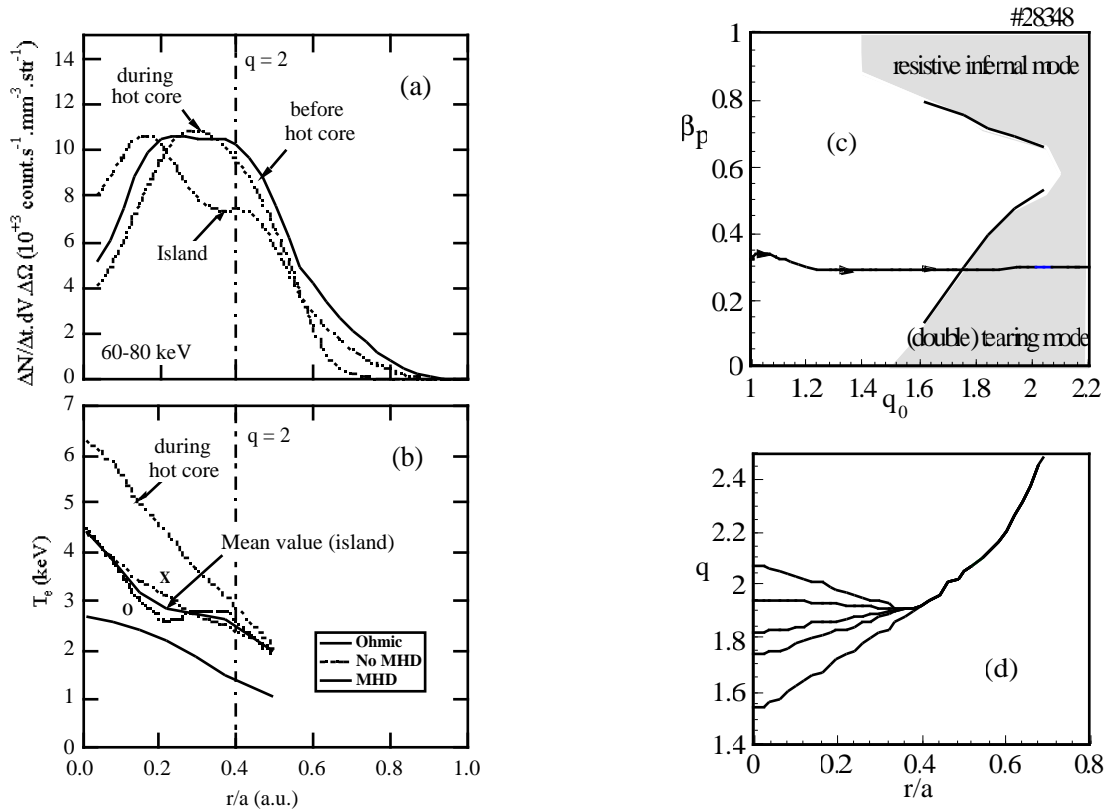 ΔN/Δt.dV.ΔΩ (10⁺³ count.s⁻¹.mm⁻³.str⁻¹)
14
12
10
8
6
4
2
0
during
hot core
q = 2
(a)
before
hot core
Island
60-80 keV
Tₑ (keV)
7
6
5
4
3
2
1
0
q = 2
(b)
during
hot core
Mean value (island)
x
o
Ohmic
No MHD
MHD
0.0
0.2
0.4
0.6
0.8
1.0
r/a (a.u.)
#28348
βp
1
0.8
0.6
0.4
0.2
0
resistive infernal mode
(c)
(double) tearing mode
1
1.2
1.4
1.6
1.8
2
2.2
q₀
q
2.4
2.2
2
1.8
1.6
1.4
(d)
0
0.2
0.4
0.6
0.8
r/a